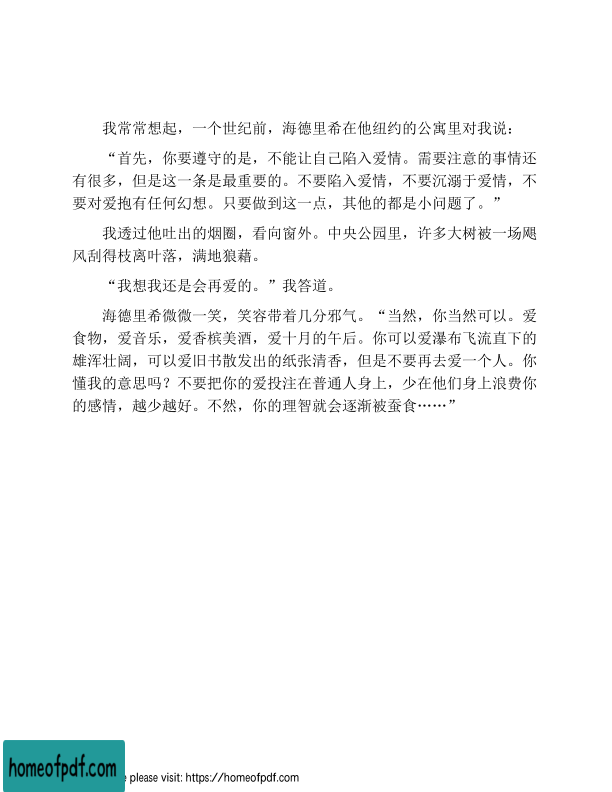 我常常想起，一个世纪前，海德里希在他纽约的公寓里对我说：
“首先，你要遵守的是，不能让自己陷入爱情。需要注意的事情还
有很多，但是这一条是最重要的。不要陷入爱情，不要沉溺于爱情，不
要对爱抱有任何幻想。只要做到这一点，其他的都是小问题了。”
我透过他吐出的烟圈，看向窗外。中央公园里，许多大树被一场飓
风刮得枝离叶落，满地狼藉。
“我想我还是会再爱的。”我答道。
海德里希微微一笑，笑容带着几分邪气。“当然，你当然可以。爱
食物，爱音乐，爱香槟美酒，爱十月的午后。你可以爱瀑布飞流直下的
雄浑壮阔，可以爱旧书散发出的纸张清香，但是不要再去爱一个人。你
懂我的意思吗？不要把你的爱投注在普通人身上，少在他们身上浪费你
的感情，越少越好。不然，你的理智就会逐渐被蚕食……”
homeofpdf.com
e please visit: https://homeofpdf.com